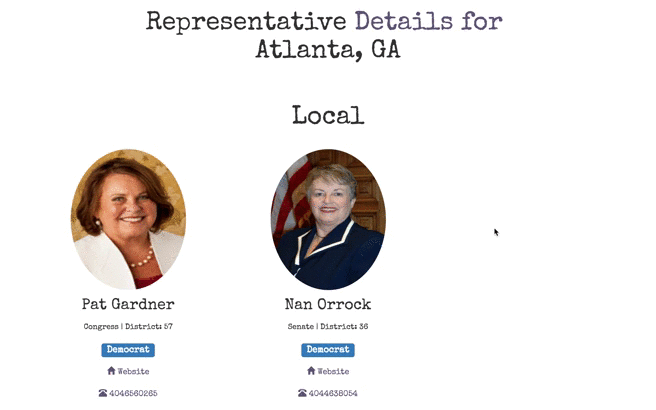 Representative Details for
Atlanta, GA
Local
Pat Gardner
Nan Orrock
Congress | District: 57
Senate | District: 36
Democrat
Democrat
Website
Website
4046560265
4044638054